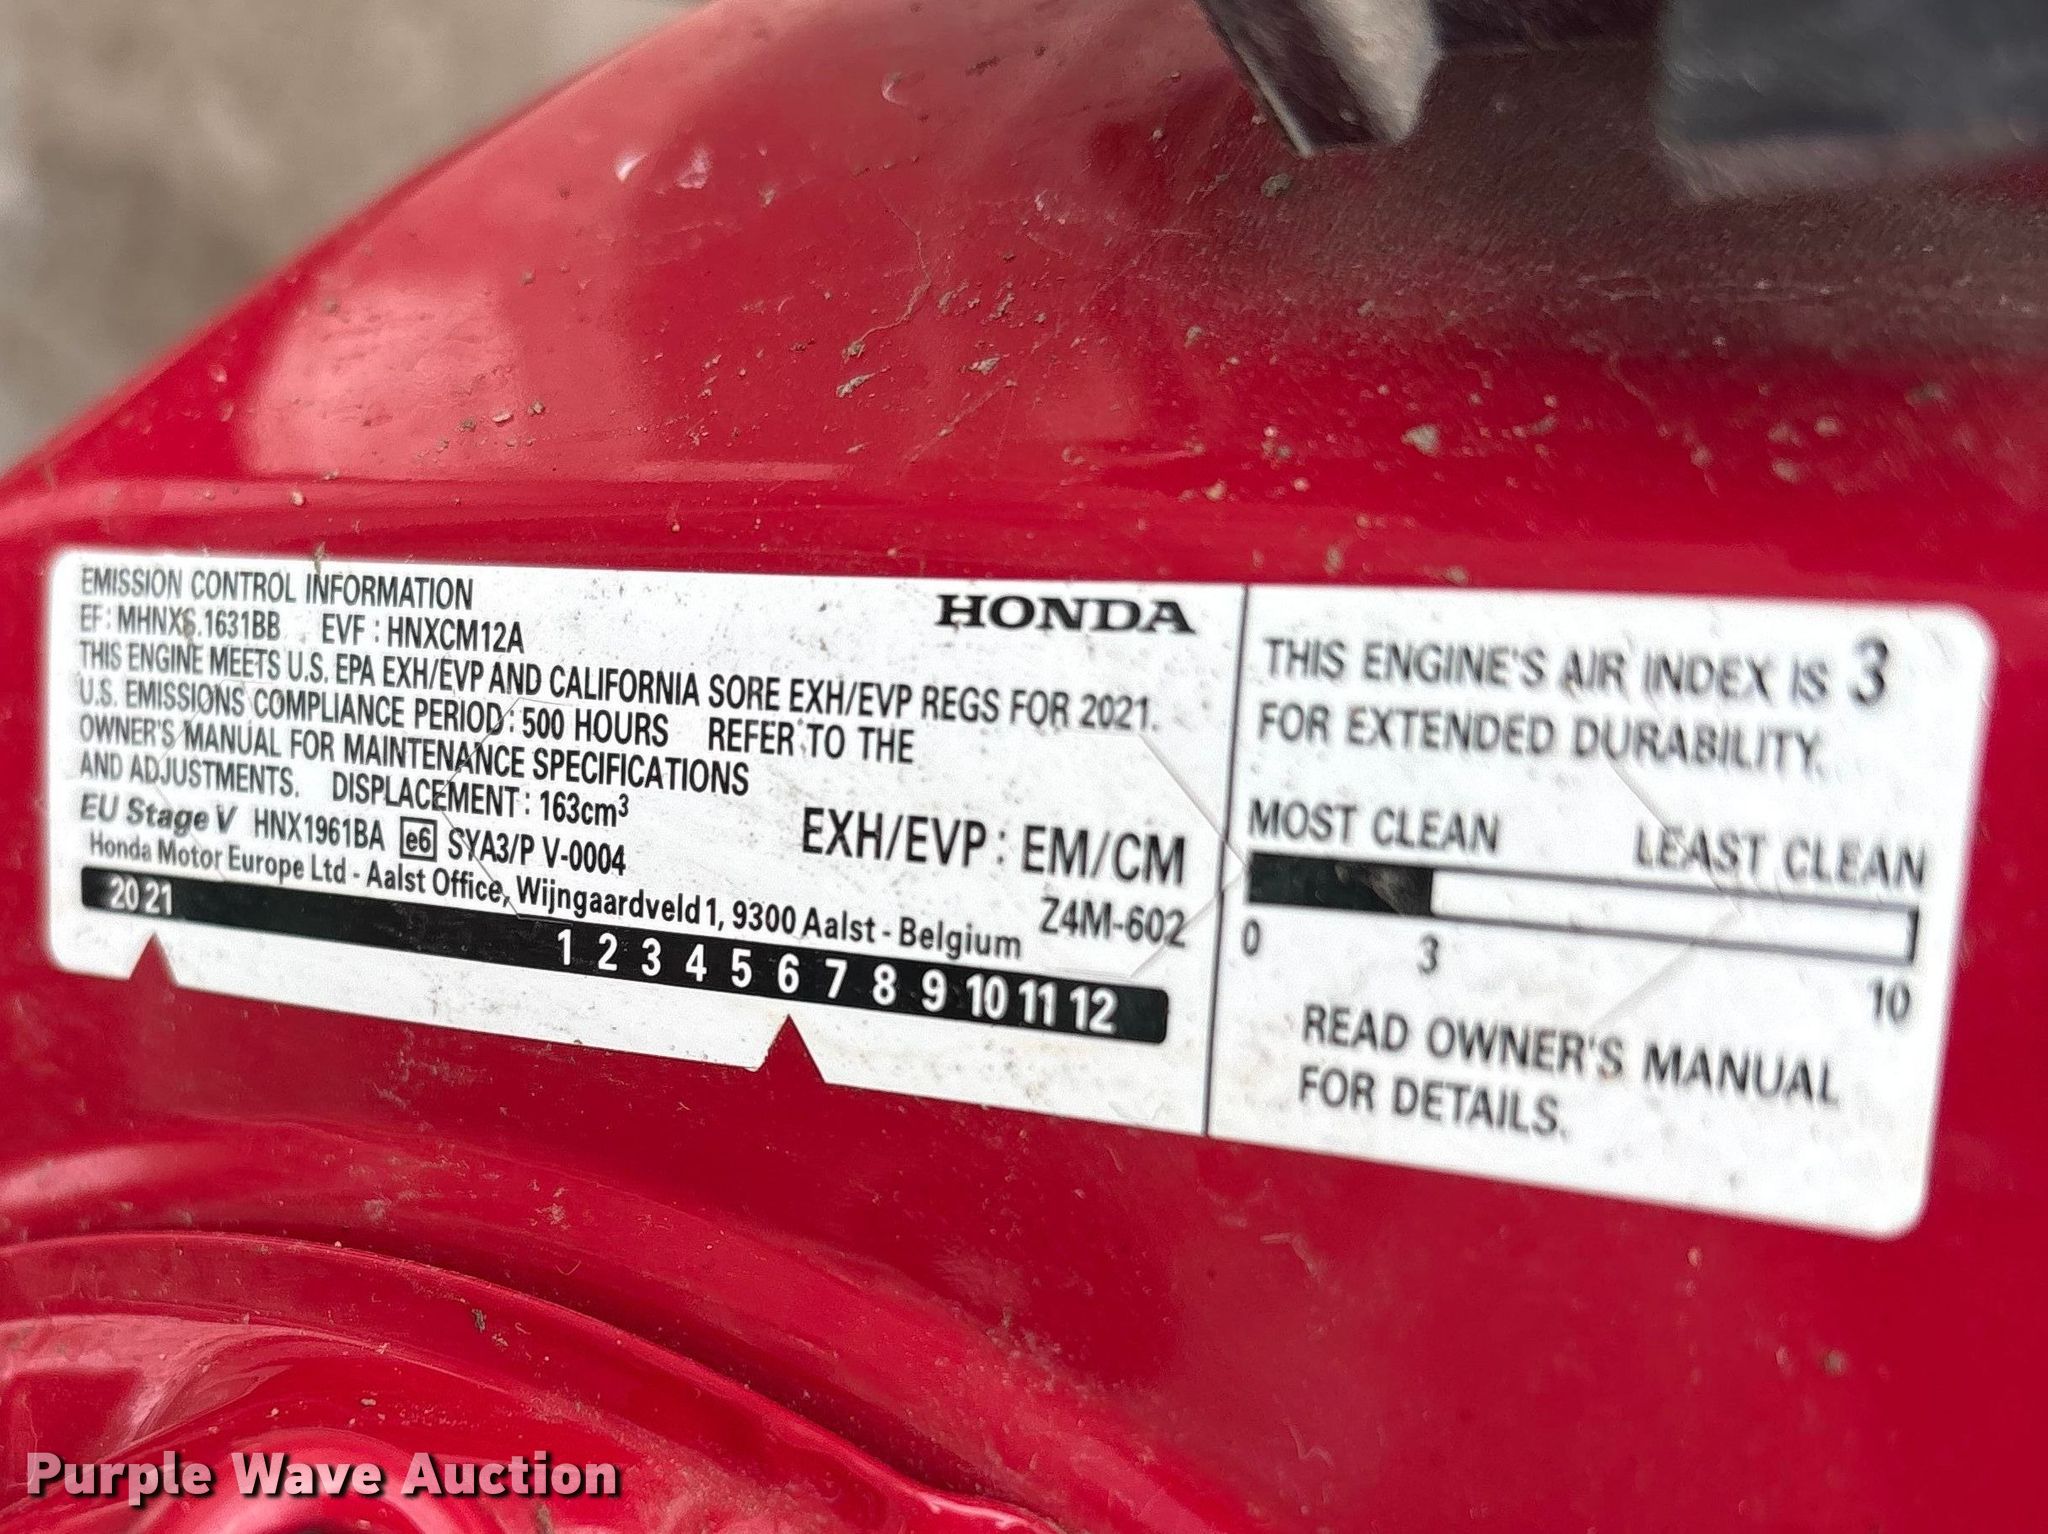 EMISSION CONTROL INFORMATION
HONDA
EF: MHNXS.1631BB EVF : HNXCM12A
THIS ENGINE MEETS U.S. EPA EXH/EVP AND CALIFORNIA SORE EXH/EVP REGS FOR 2021.
U.S. EMISSIONS COMPLIANCE PERIOD: 500 HOURS REFER TO THE
OWNER'S MANUAL FOR MAINTENANCE SPECIFICATIONS
AND ADJUSTMENTS. DISPLACEMENT : 163cm³
EXH/EVP : EM/CM
EU Stage V HNX1961BA e6 SYA3/P V-0004
Honda Motor Europe Ltd - Aalst Office, Wijngaardveld 1, 9300 Aalst - Belgium
Z4M-602
2021 1 2 3 4 5 6 7 8 9 10 11 12
THIS ENGINE'S AIR INDEX IS 3
FOR EXTENDED DURABILITY.
MOST CLEAN LEAST CLEAN
0 3 10
READ OWNER'S MANUAL
FOR DETAILS.
Purple Wave Auction